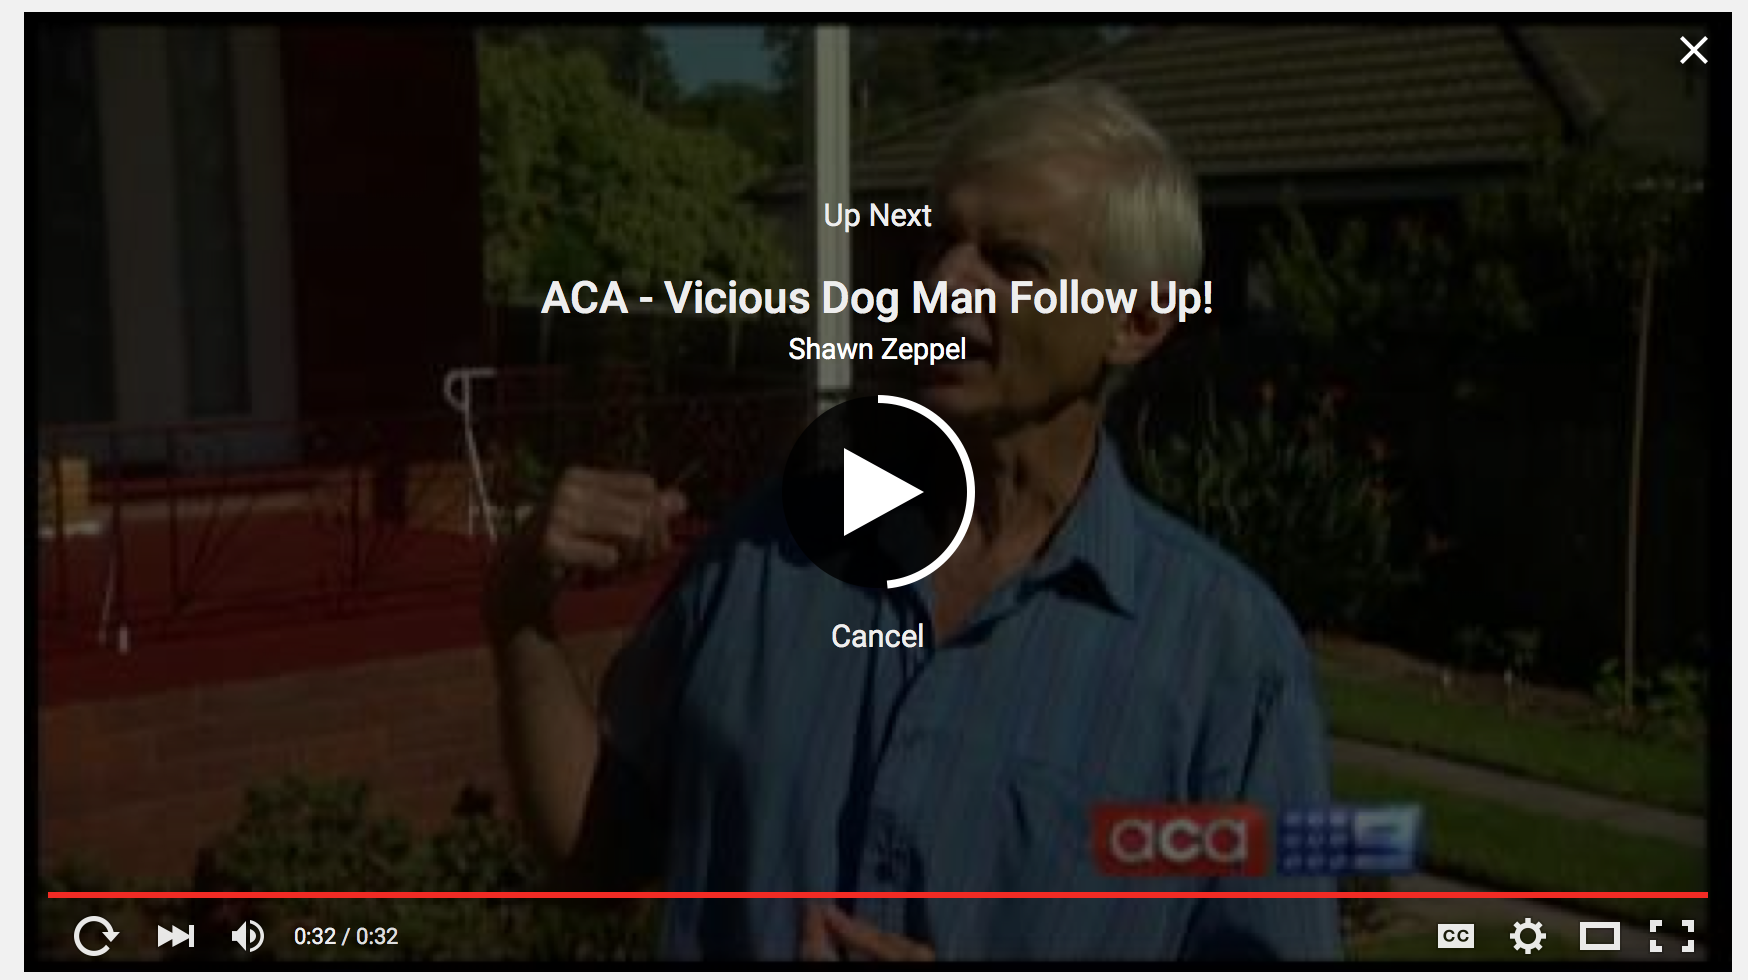 Up Next
ACA - Vicious Dog Man Follow Up!
Shawn Zeppel
Cancel
aca
0:32 / 0:32
CC